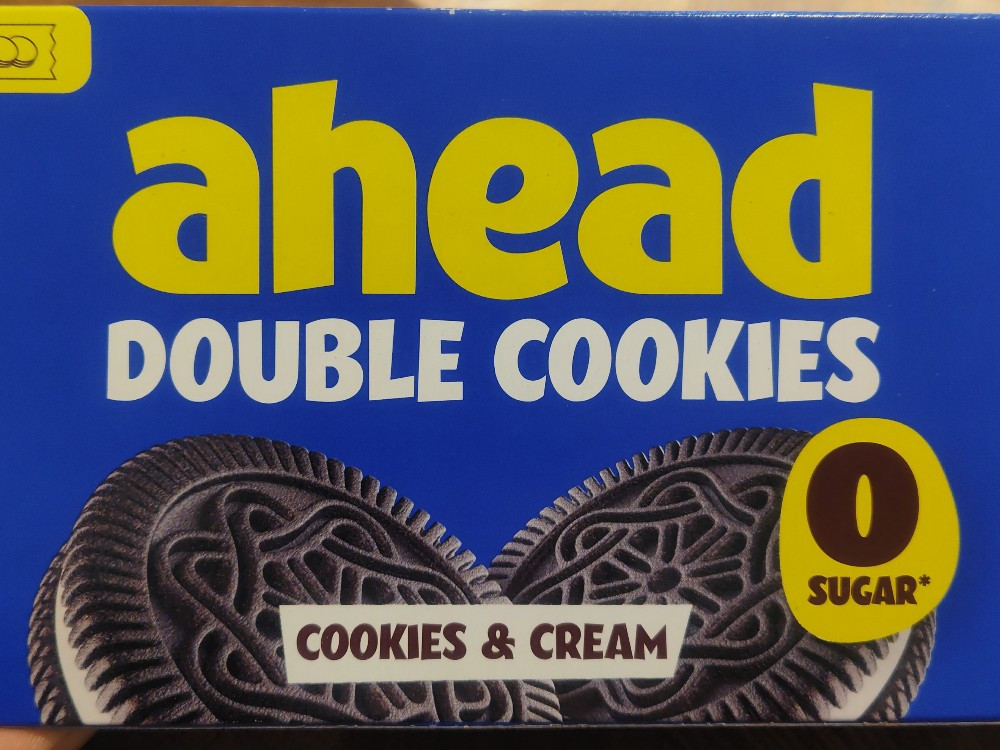 ahead
DOUBLE COOKIES
0
SUGAR*
COOKIES & CREAM